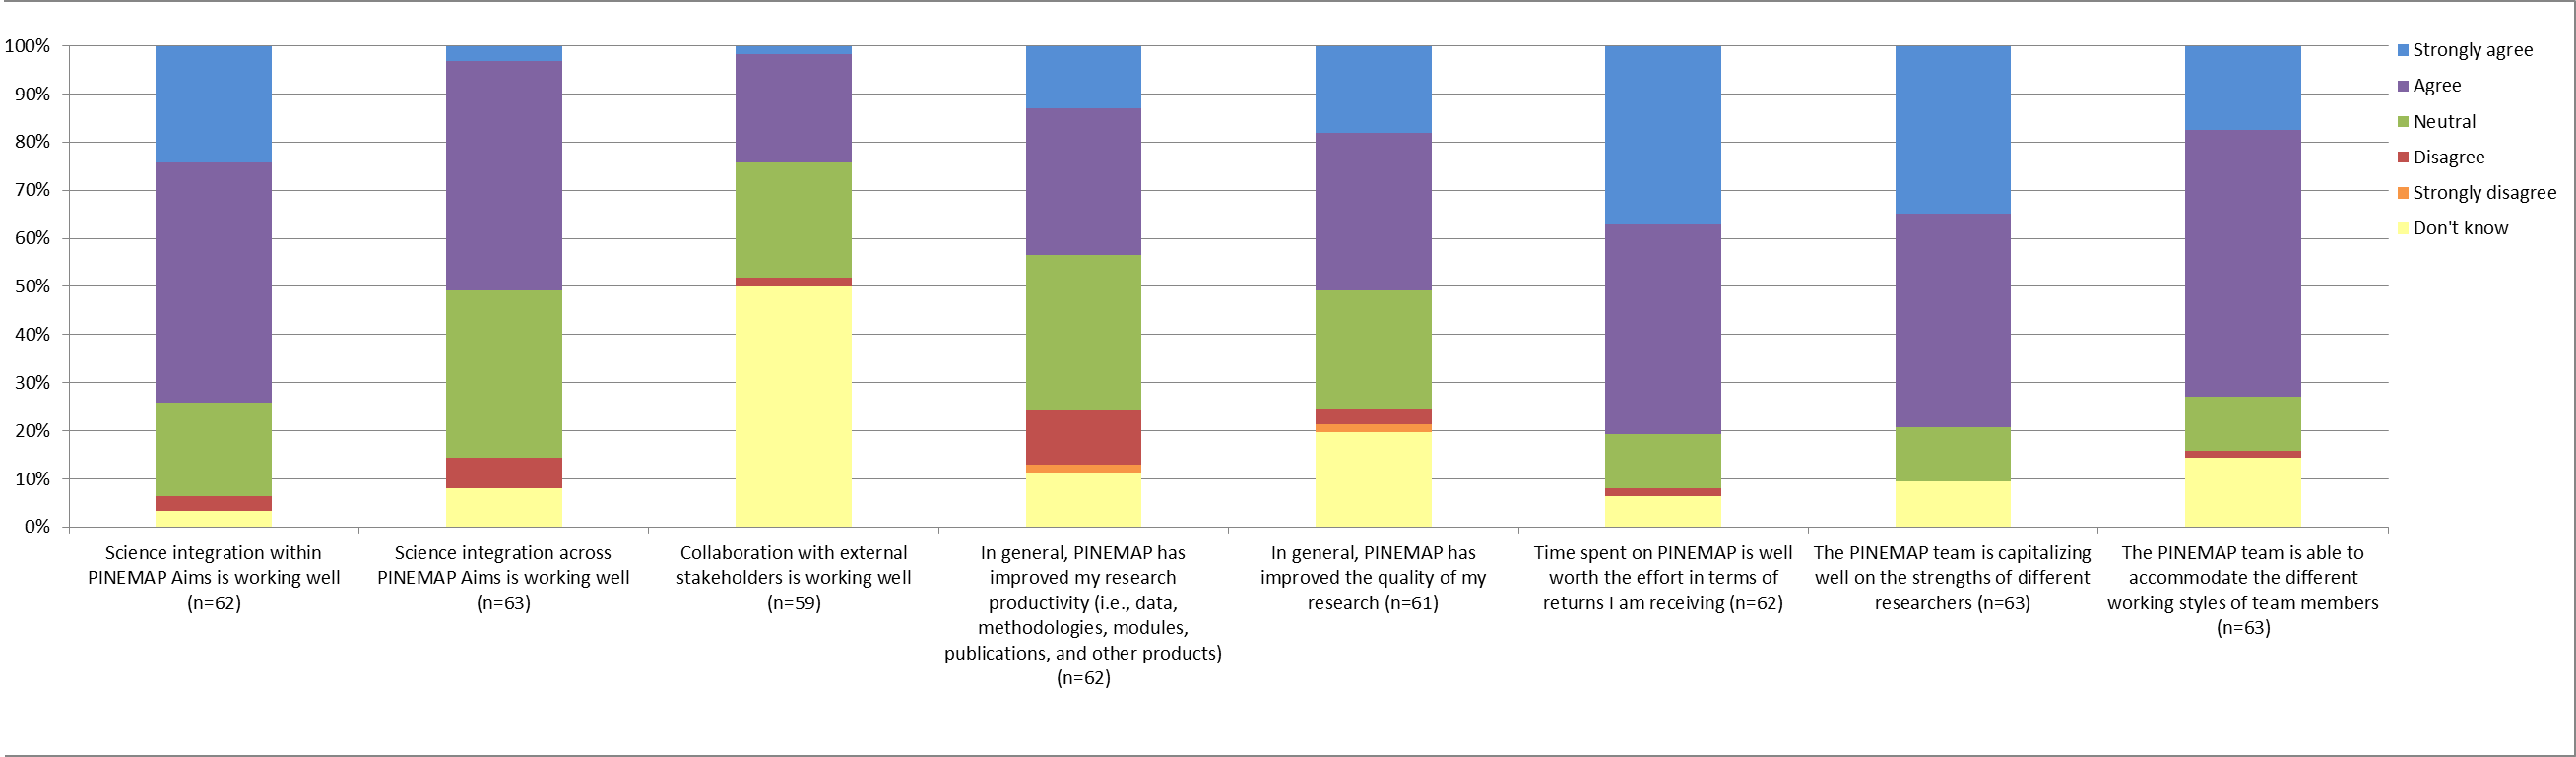 100%
90%
80%
70%
60%
50%
40%
30%
20%
10%
0%
Science integration within
PINEMAP Aims is working well
(n=62)
Science integration across
PINEMAP Aims is working well
(n=63)
Collaboration with external
stakeholders is working well
(n=59)
In general, PINEMAP has
improved my research
productivity (i.e., data,
methodologies, modules,
publications, and other products)
(n=62)
In general, PINEMAP has
improved the quality of my
research (n=61)
Time spent on PINEMAP is well
worth the effort in terms of
returns I am receiving (n=62)
The PINEMAP team is capitalizing
well on the strengths of different
researchers (n=63)
The PINEMAP team is able to
accommodate the different
working styles of team members
(n=63)
Strongly agree
Agree
Neutral
Disagree
Strongly disagree
Don't know